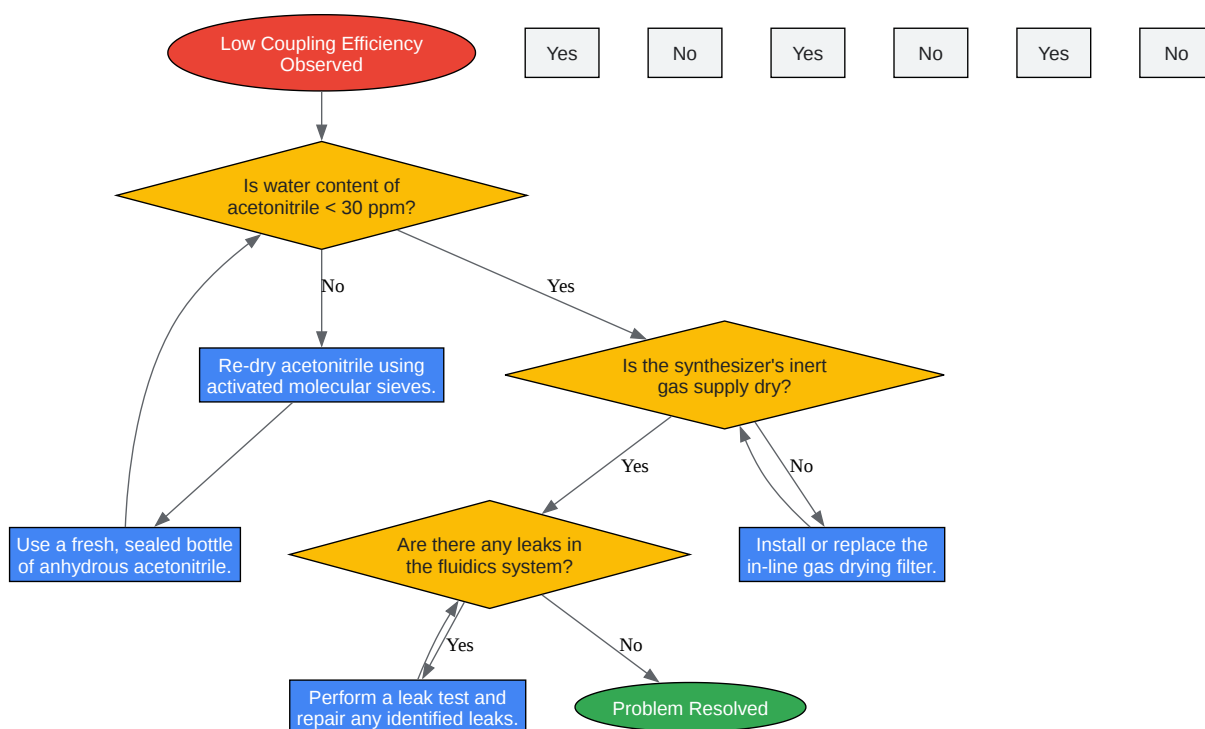 Low Coupling Efficiency
Observed
Yes
No
Yes
No
Yes
No
Is water content of
acetonitrile < 30 ppm?
No
Yes
Re-dry acetonitrile using
activated molecular sieves.
Is the synthesizer's inert
gas supply dry?
Yes
No
Use a fresh, sealed bottle
of anhydrous acetonitrile.
Are there any leaks in
the fluidics system?
Install or replace the
in-line gas drying filter.
Yes
No
Perform a leak test and
repair any identified leaks.
Problem Resolved